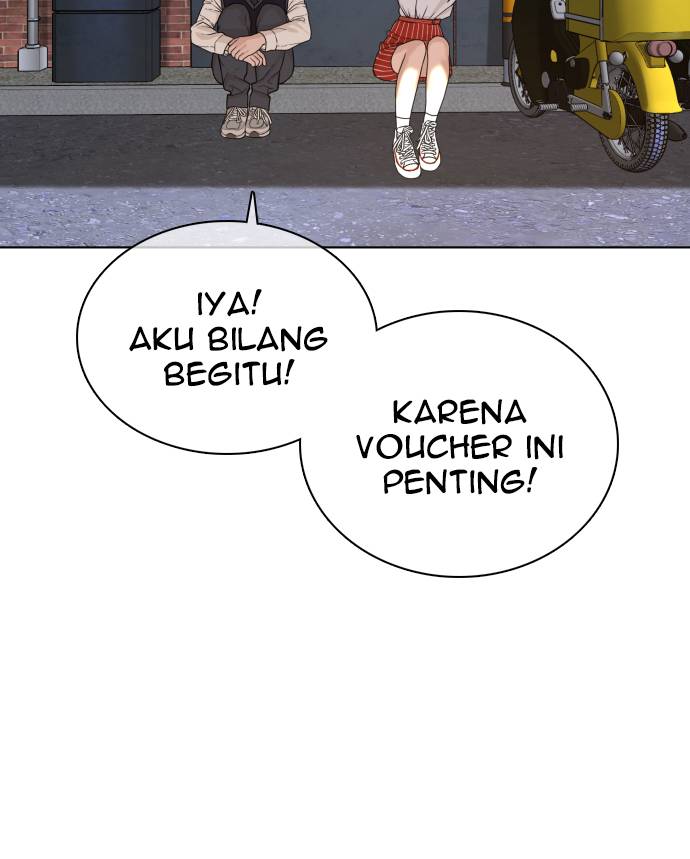 IYA!
AKU BILANG
BEGITU!
KARENA
VOUCHER INI
PENTING!